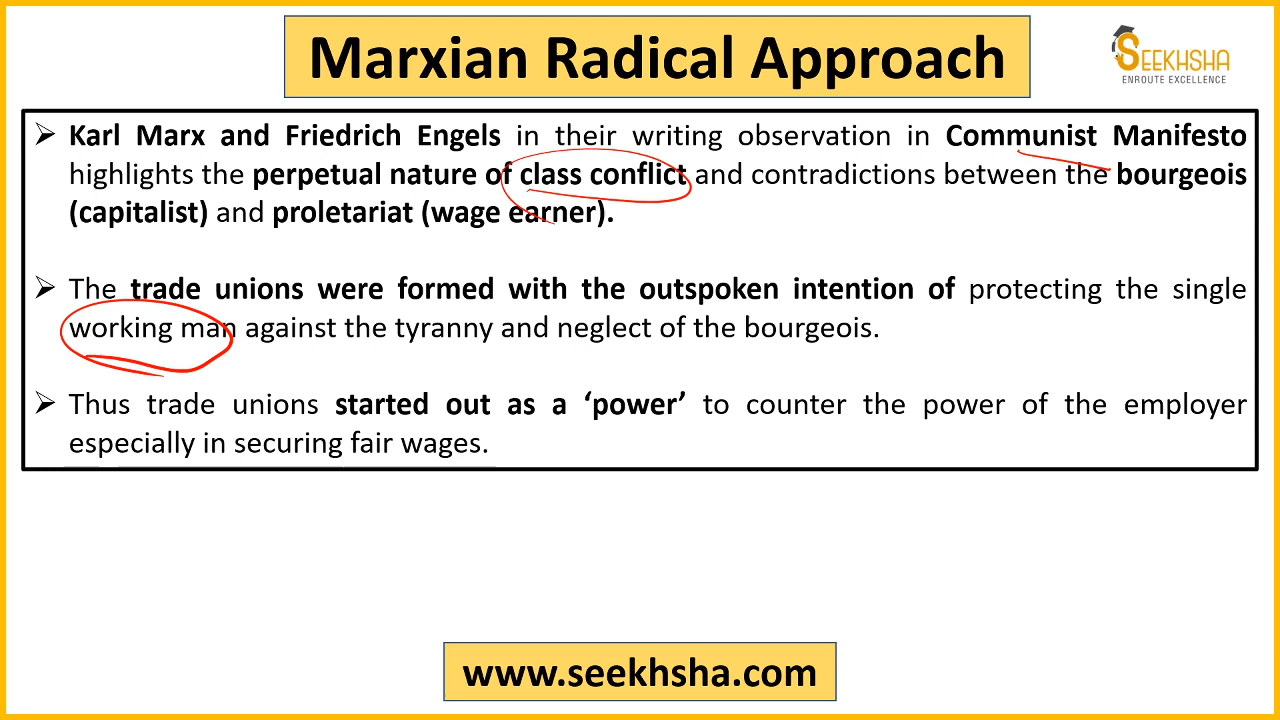 Marxian Radical Approach
SEEKHSHA
ENROUTE EXCELLENCE
➢ Karl Marx and Friedrich Engels in their writing observation in Communist Manifesto
highlights the perpetual nature of class conflict and contradictions between the bourgeois
(capitalist) and proletariat (wage earner).
➢ The trade unions were formed with the outspoken intention of protecting the single
working man against the tyranny and neglect of the bourgeois.
➢ Thus trade unions started out as a ‘power’ to counter the power of the employer
especially in securing fair wages.
www.seekhsha.com